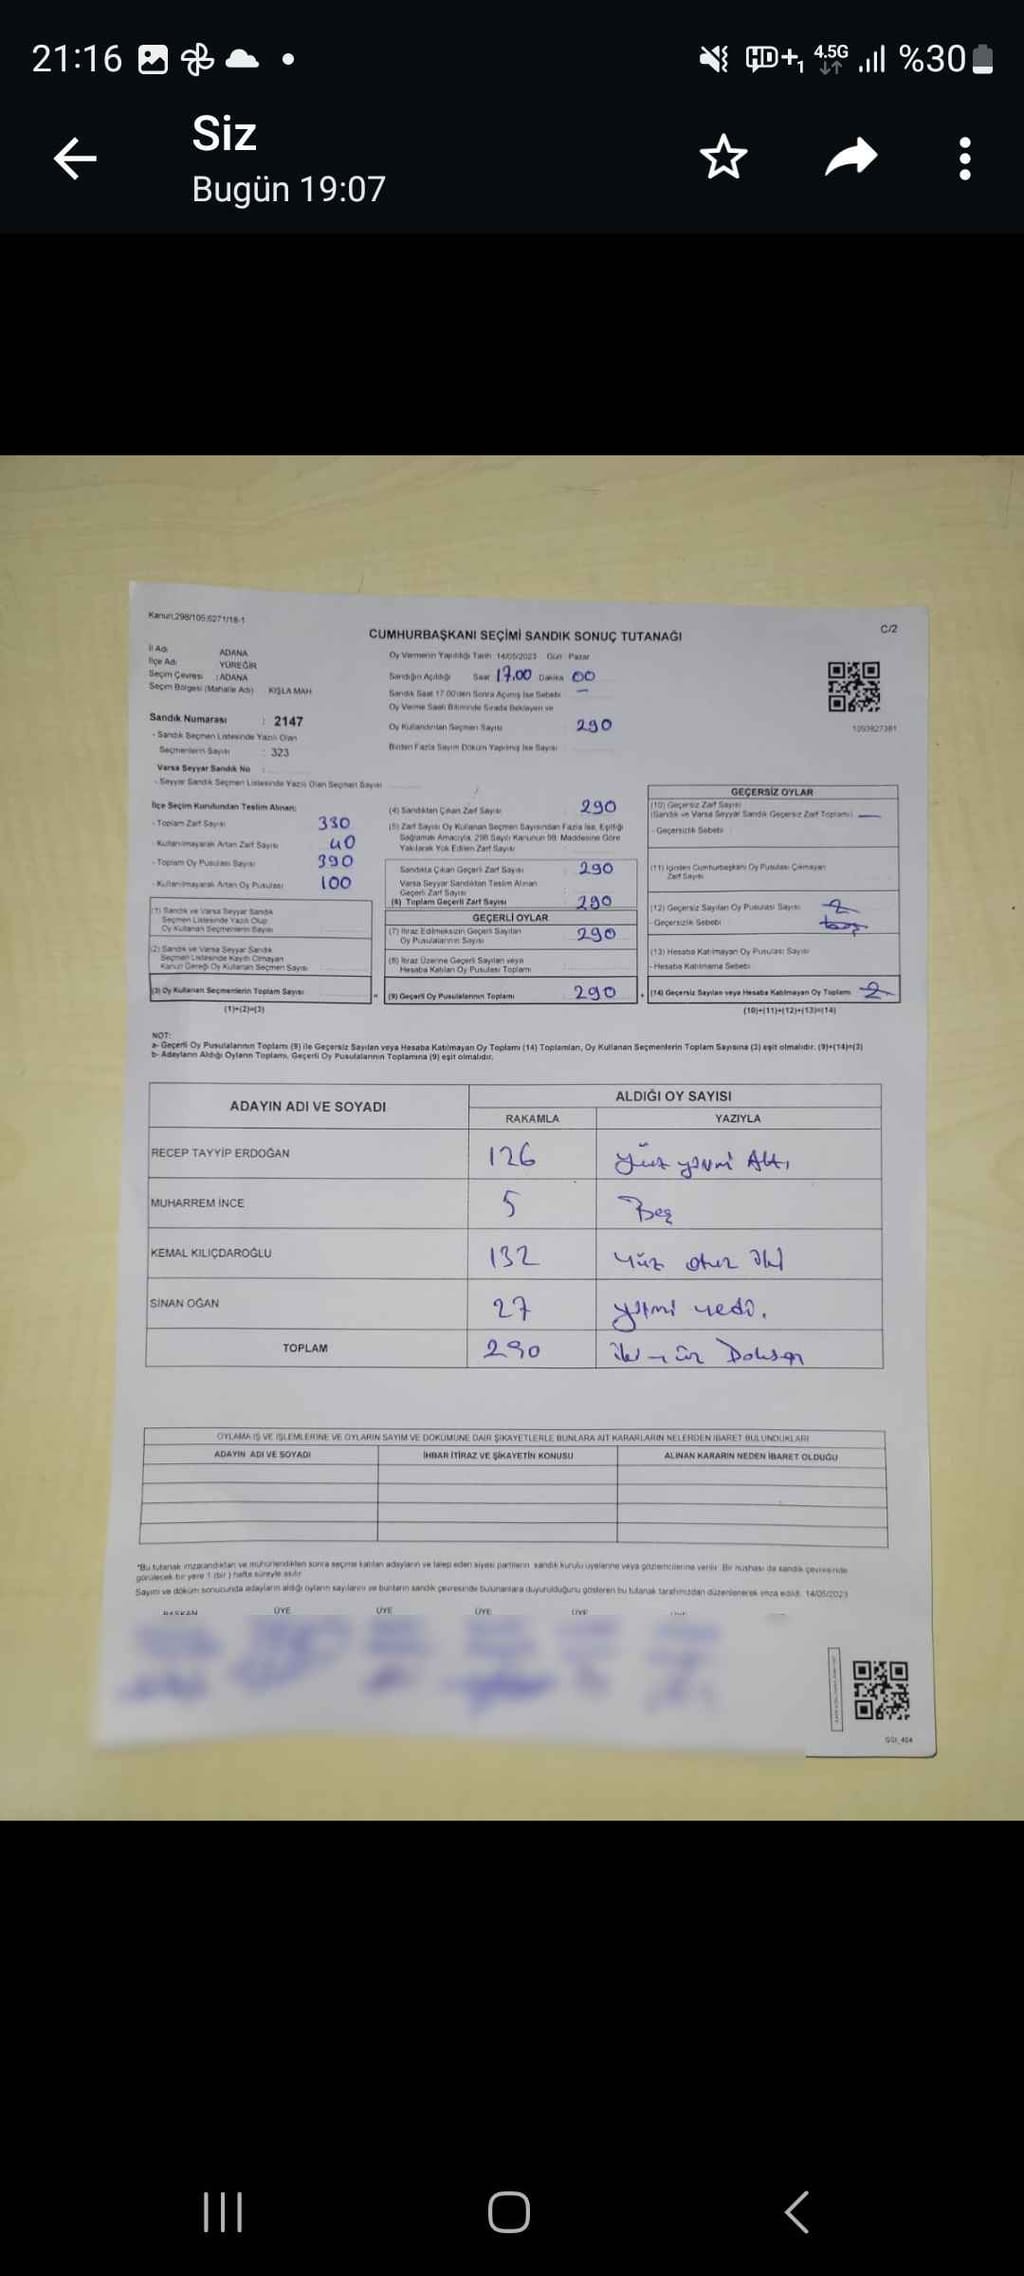 21:16 4.5G %30
Siz
Bugün 19:07
Kanun:298/105;6271/18-1
C/2
CUMHURBAŞKANI SEÇİMİ SANDIK SONUÇ TUTANAĞI
İl Adı : ADANA
İlçe Adı : YÜREĞİR
Seçim Çevresi : ADANA
Seçim Bölgesi (Mahalle Adı) KIŞLA MAH
Sandık Numarası : 2147
- Sandık Seçmen Listesinde Yazılı Olan
Seçmenlerin Sayısı : 323
Varsa Seyyar Sandık No
- Seyyar Sandık Seçmen Listesinde Yazılı Olan Seçmen Sayısı
Oy Vermenin Yapıldığı Tarih 14/05/2023 Gün Pazar
Sandığın Açıldığı Saat 17.00 Dakika 00
Sandık Saat 17.00'den Sonra Açılmış İse Sebebi —
Oy Verme Saati Bitiminde Sırada Bekleyen ve
Oy Kullandırılan Seçmen Sayısı 290
Birden Fazla Sayım Döküm Yapılmış İse Sayısı
1093827381
İlçe Seçim Kurulundan Teslim Alınan;
- Toplam Zarf Sayısı 330
- Kullanılmayarak Artan Zarf Sayısı 40
- Toplam Oy Pusulası Sayısı 390
- Kullanılmayarak Artan Oy Pusulası 100
(1) Sandık ve Varsa Seyyar Sandık
Seçmen Listesinde Yazılı Olup
Oy Kullanan Seçmenlerin Sayısı
(2) Sandık ve Varsa Seyyar Sandık
Seçmen Listesinde Kayıtlı Olmayan
Kanun Gereği Oy Kullanan Seçmen Sayısı
(3) Oy Kullanan Seçmenlerin Toplam Sayısı
(1)+(2)=(3)
(4) Sandıktan Çıkan Zarf Sayısı 290
(5) Zarf Sayısı Oy Kullanan Seçmen Sayısından Fazla İse, Eşitliği
Sağlamak Amacıyla, 298 Sayılı Kanunun 98. Maddesine Göre
Yakılarak Yok Edilen Zarf Sayısı
Sandıkta Çıkan Geçerli Zarf Sayısı 290
Varsa Seyyar Sandıktan Teslim Alınan
Geçerli Zarf Sayısı
(6) Toplam Geçerli Zarf Sayısı 290
GEÇERLİ OYLAR
(7) İtiraz Edilmeksizin Geçerli Sayılan
Oy Pusulalarının Sayısı 290
(8) İtiraz Üzerine Geçerli Sayılan veya
Hesaba Katılan Oy Pusulası Toplamı
(9) Geçerli Oy Pusulalarının Toplamı 290
GEÇERSİZ OYLAR
(10) Geçersiz Zarf Sayısı
(Sandık ve Varsa Seyyar Sandık Geçersiz Zarf Toplamı) —
- Geçersizlik Sebebi
(11) İçinden Cumhurbaşkanı Oy Pusulası Çıkmayan
Zarf Sayısı
(12) Geçersiz Sayılan Oy Pusulası Sayısı 2
- Geçersizlik Sebebi
(13) Hesaba Katılmayan Oy Pusulası Sayısı
- Hesaba Katılmama Sebebi
(14) Geçersiz Sayılan veya Hesaba Katılmayan Oy Toplamı 2
(10)+(11)+(12)+(13)=(14)
NOT:
a- Geçerli Oy Pusulalarının Toplamı (9) ile Geçersiz Sayılan veya Hesaba Katılmayan Oy Toplamı (14) Toplamları, Oy Kullanan Seçmenlerin Toplam Sayısına (3) eşit olmalıdır. (9)+(14)=(3)
b- Adayların Aldığı Oyların Toplamı, Geçerli Oy Pusulalarının Toplamına (9) eşit olmalıdır.
ADAYIN ADI VE SOYADI ALDIĞI OY SAYISI
RAKAMLA YAZIYLA
RECEP TAYYİP ERDOĞAN 126 Yüz yirmi Altı
MUHARREM İNCE 5 Beş
KEMAL KILIÇDAROĞLU 132 Yüz otuz iki
SİNAN OĞAN 27 yirmi yedi.
TOPLAM 290 iki yüz Doksan
OYLAMA İŞ VE İŞLEMLERİNE VE OYLARIN SAYIM VE DÖKÜMÜNE DAİR ŞİKAYETLERLE BUNLARA AİT KARARLARIN NELERDEN İBARET BULUNDUKLARI
ADAYIN ADI VE SOYADI İHBAR İTİRAZ VE ŞİKAYETİN KONUSU ALINAN KARARIN NEDEN İBARET OLDUĞU
*Bu tutanak imzalandıktan ve mühürlendikten sonra seçime katılan adayların ve talep eden siyasi partilerin sandık kurulu üyelerine veya gözlemcilerine verilir. Bir nüshası da sandık çevresinde
görülecek bir yere 1 (bir) hafta süreyle asılır.
Sayım ve döküm sonucunda adayların aldığı oyların sayılarını ve bunların sandık çevresinde bulunanlara duyurulduğunu gösteren bu tutanak tarafımızdan düzenlenerek imza edildi. 14/05/2023
BAŞKAN ÜYE ÜYE ÜYE ÜYE